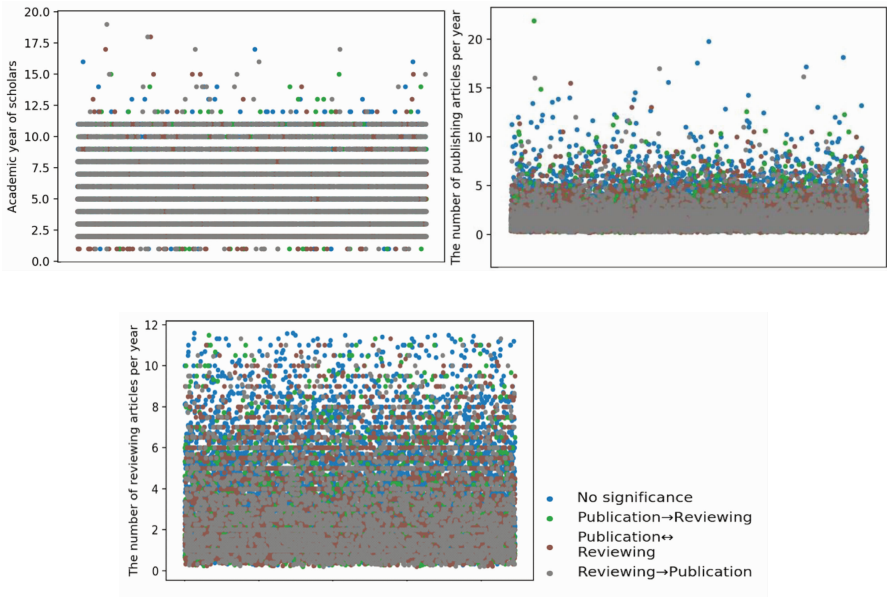 Academic year of scholars
20.0
17.5
15.0
12.5
10.0
7.5
5.0
2.5
0.0
The number of publishing articles per year
20
15
10
5
0
The number of reviewing articles per year
12
10
8
6
4
2
0
No significance
Publication→Reviewing
Publication↔
Reviewing
Reviewing→Publication